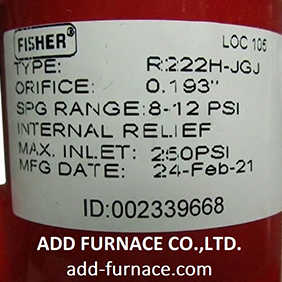 FISHER® LOC 105
TYPE: R222H-JGJ
ORIFICE: 0.193"
SPG RANGE: 8-12 PSI
INTERNAL RELIEF
MAX. INLET: 250PSI
MFG DATE: 24-Feb-21
ID:002339668
ADD FURNACE CO.,LTD.
add-furnace.com